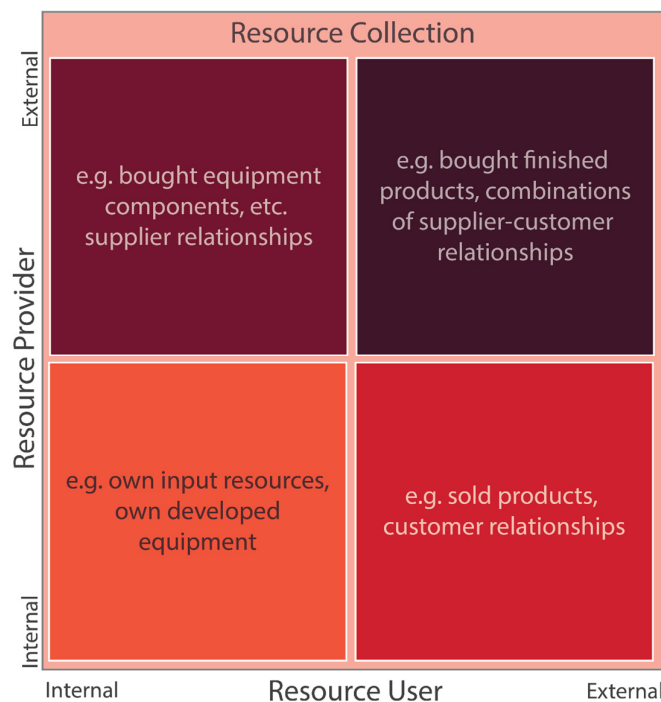 Resource Collection
External
e.g. bought equipment
components, etc.
supplier relationships
e.g. bought finished
products, combinations
of supplier-customer
relationships
Resource Provider
e.g. own input resources,
own developed
equipment
e.g. sold products,
customer relationships
Internal
Internal
Resource User
External